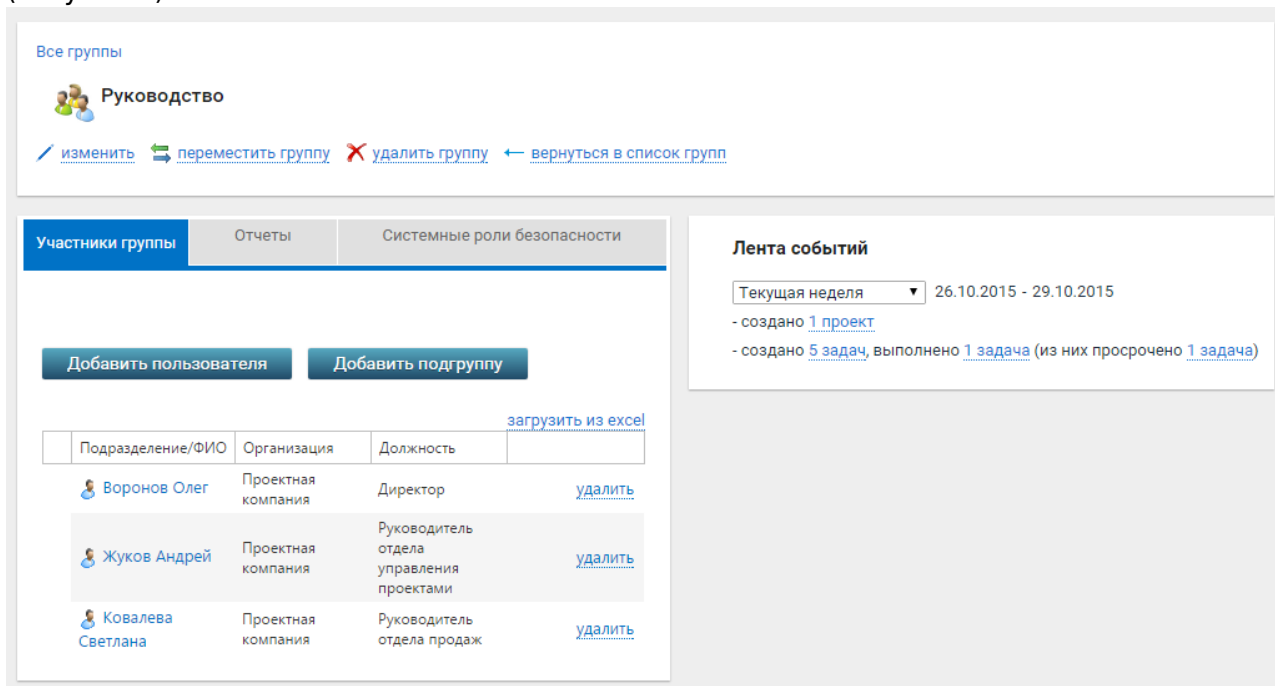 Все группы
Руководство
изменить переместить группу удалить группу вернуться в список групп
Участники группы Отчеты Системные роли безопасности
Добавить пользователя Добавить подгруппу
загрузить из excel
Подразделение/ФИО Организация Должность
Воронов Олег Проектная компания Директор удалить
Жуков Андрей Проектная компания Руководитель отдела управления проектами удалить
Ковалева Светлана Проектная компания Руководитель отдела продаж удалить
Лента событий
Текущая неделя 26.10.2015 - 29.10.2015
- создано 1 проект
- создано 5 задач, выполнено 1 задача (из них просрочено 1 задача)